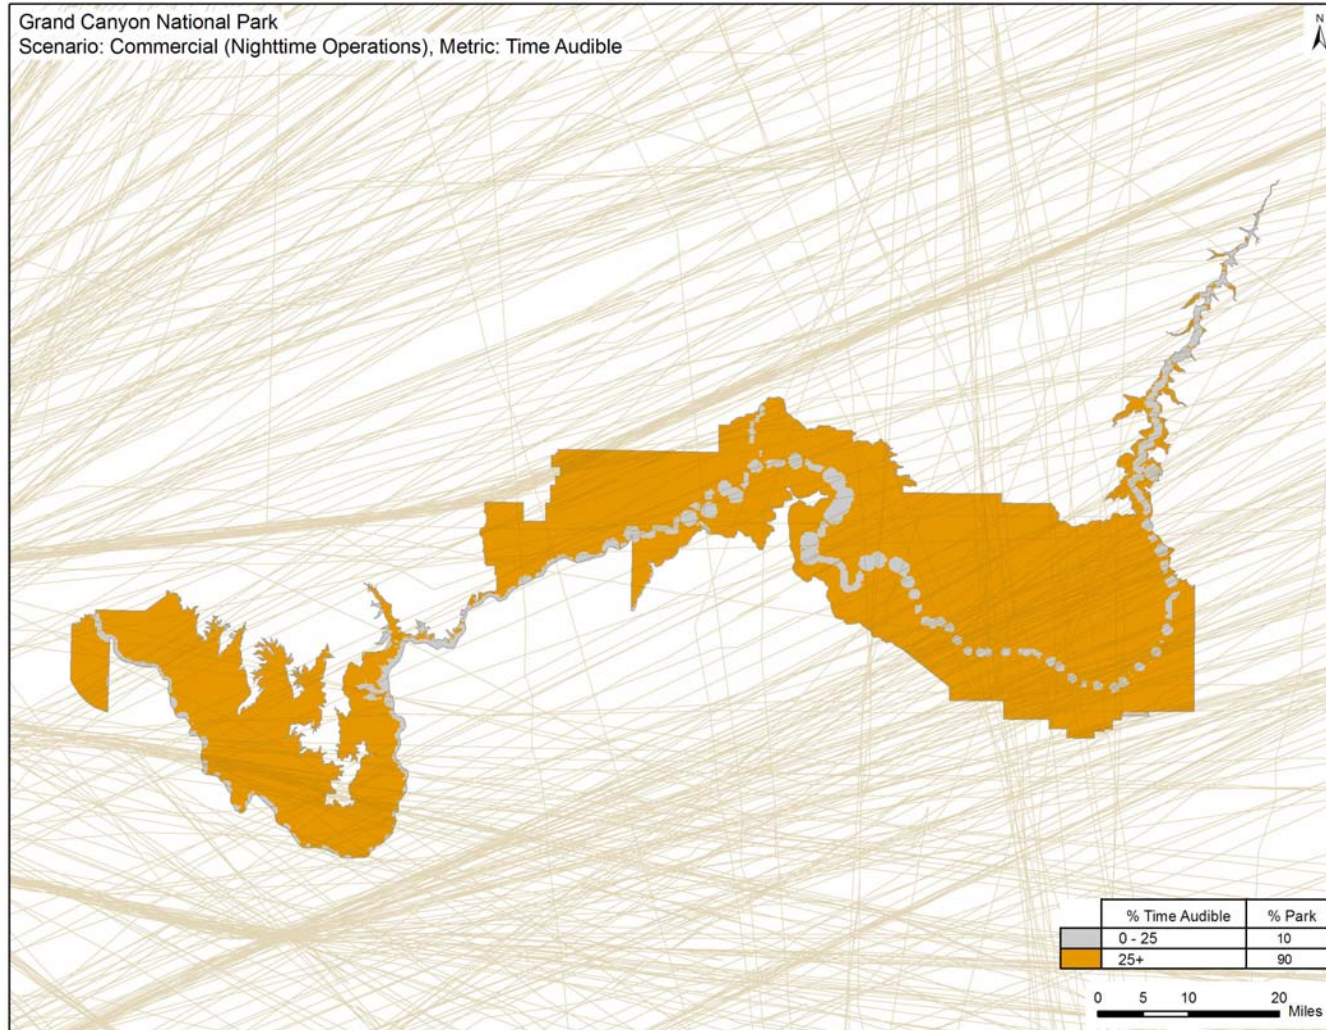 Grand Canyon National Park
Scenario: Commercial (Nighttime Operations), Metric: Time Audible
N
% Time Audible % Park
0 - 25 10
25+ 90
0 5 10 20
Miles